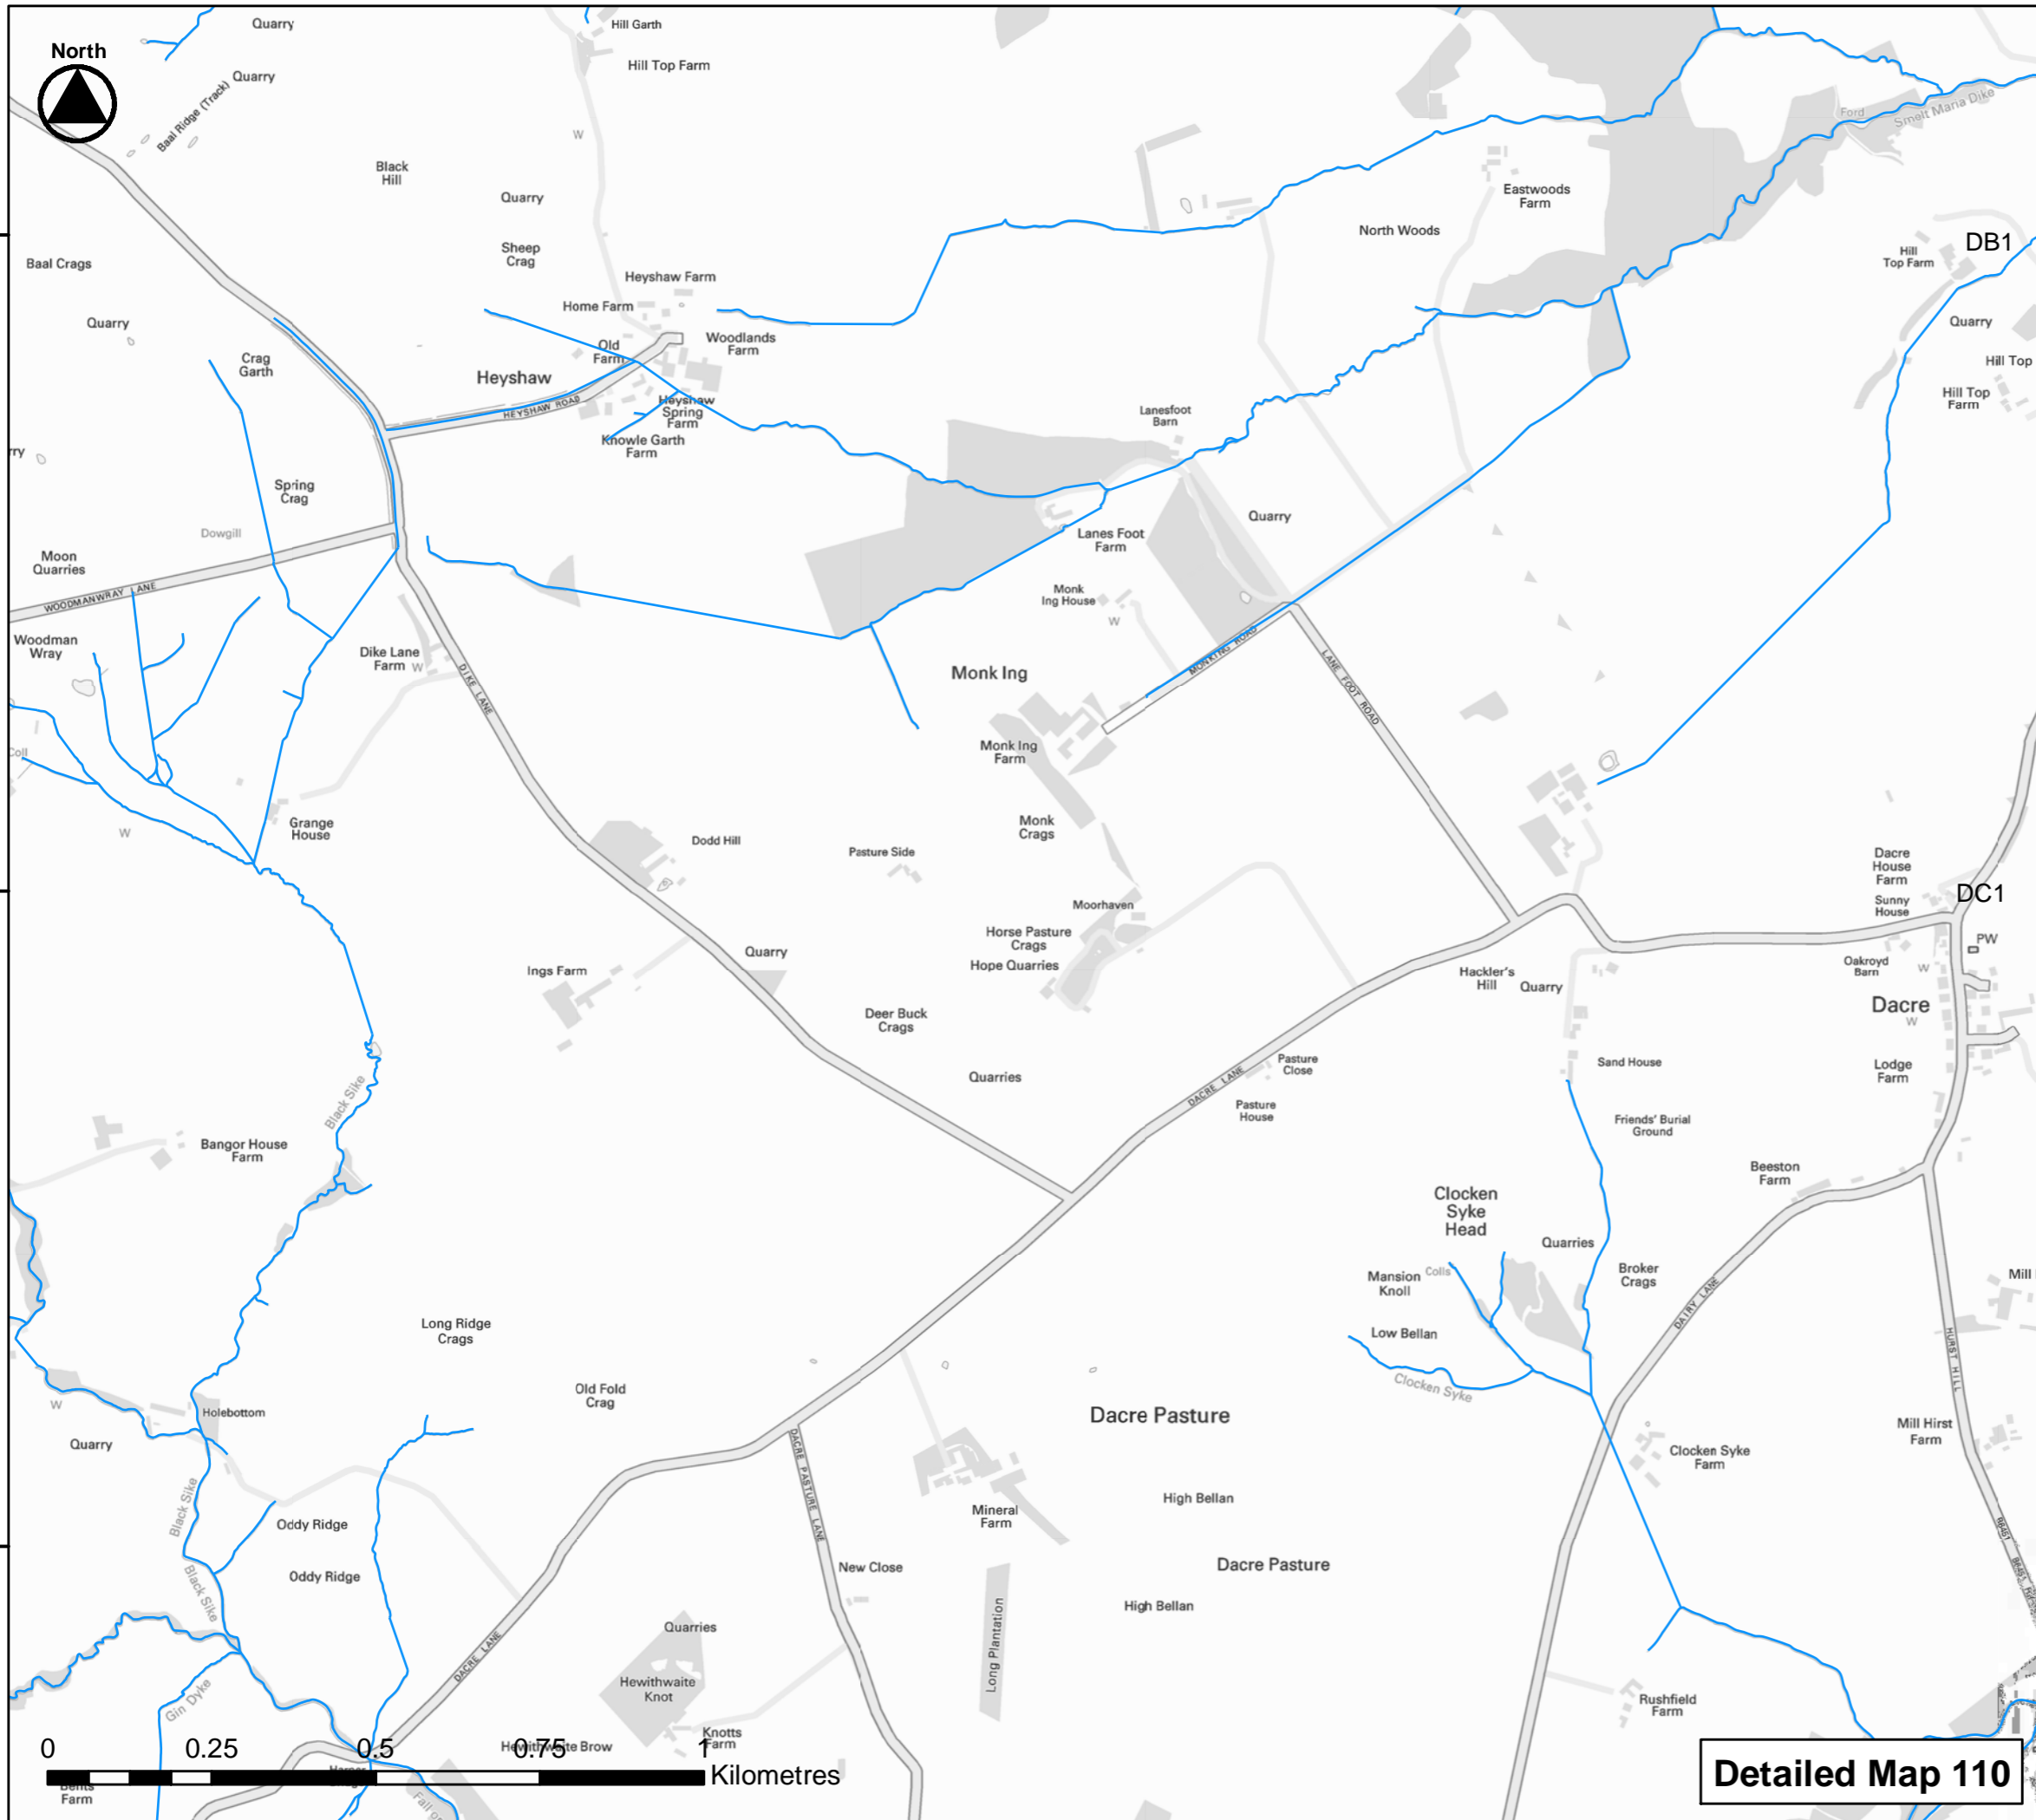 Quarry
Hill Garth
North
Hill Top Farm
Quarry
Baal Ridge (Track)
W
Ford
Smelt Maria Dike
Black
Hill
Quarry
Eastwoods
Farm
North Woods
Sheep
Crag
Baal Crags
Heyshaw Farm
Hill
Top Farm
DB1
Home Farm
Quarry
Quarry
Woodlands
Farm
Old
Farm
Crag
Garth
Hill Top
Heyshaw
Hill Top
Farm
HEYSHAW ROAD
Heyshaw
Spring
Farm
Lanesfoot
Barn
Knowle Garth
Farm
ry
Spring
Crag
Quarry
Dowgill
Lanes Foot
Farm
Moon
Quarries
WOODMANWRAY LANE
Monk
Ing House
W
Woodman
Wray
Dike Lane
Farm
W
DIKE LANE
MONKING ROAD
LANE FOOT ROAD
Monk Ing
Coll
Monk Ing
Farm
W
Grange
House
Dodd Hill
Pasture Side
Monk
Crags
Dacre
House
Farm
DC1
Sunny
House
Moorhaven
Horse Pasture
Crags
Hope Quarries
PW
Quarry
Ings Farm
Hackler's
Hill
Quarry
Oakroyd
Barn
W
Dacre
W
Deer Buck
Crags
Quarries
Pasture
Close
Sand House
Lodge
Farm
DACRE LANE
Pasture
House
Black Sike
Friends' Burial
Ground
Bangor House
Farm
Beeston
Farm
Clocken
Syke
Head
Quarries
Mansion
Knoll
Colls
Broker
Crags
Mill
DAIRY LANE
Long Ridge
Crags
Low Bellan
HURST HILL
Old Fold
Crag
Clocken Syke
W
Holebottom
Dacre Pasture
Quarry
Mill Hirst
Farm
Clocken Syke
Farm
DACRE PASTURE LANE
Black Sike
High Bellan
Mineral
Farm
Oddy Ridge
B6451
B6451
Oddy Ridge
New Close
Dacre Pasture
Black Sike
High Bellan
Quarries
Long Plantation
DACRE LANE
Hewithwaite
Knot
Gin Dyke
Rushfield
Farm
Knotts
Farm
Hewithwaite Brow
0 0.25 0.5 0.75 1
Kilometres
Bents
Farm
Detailed Map 110